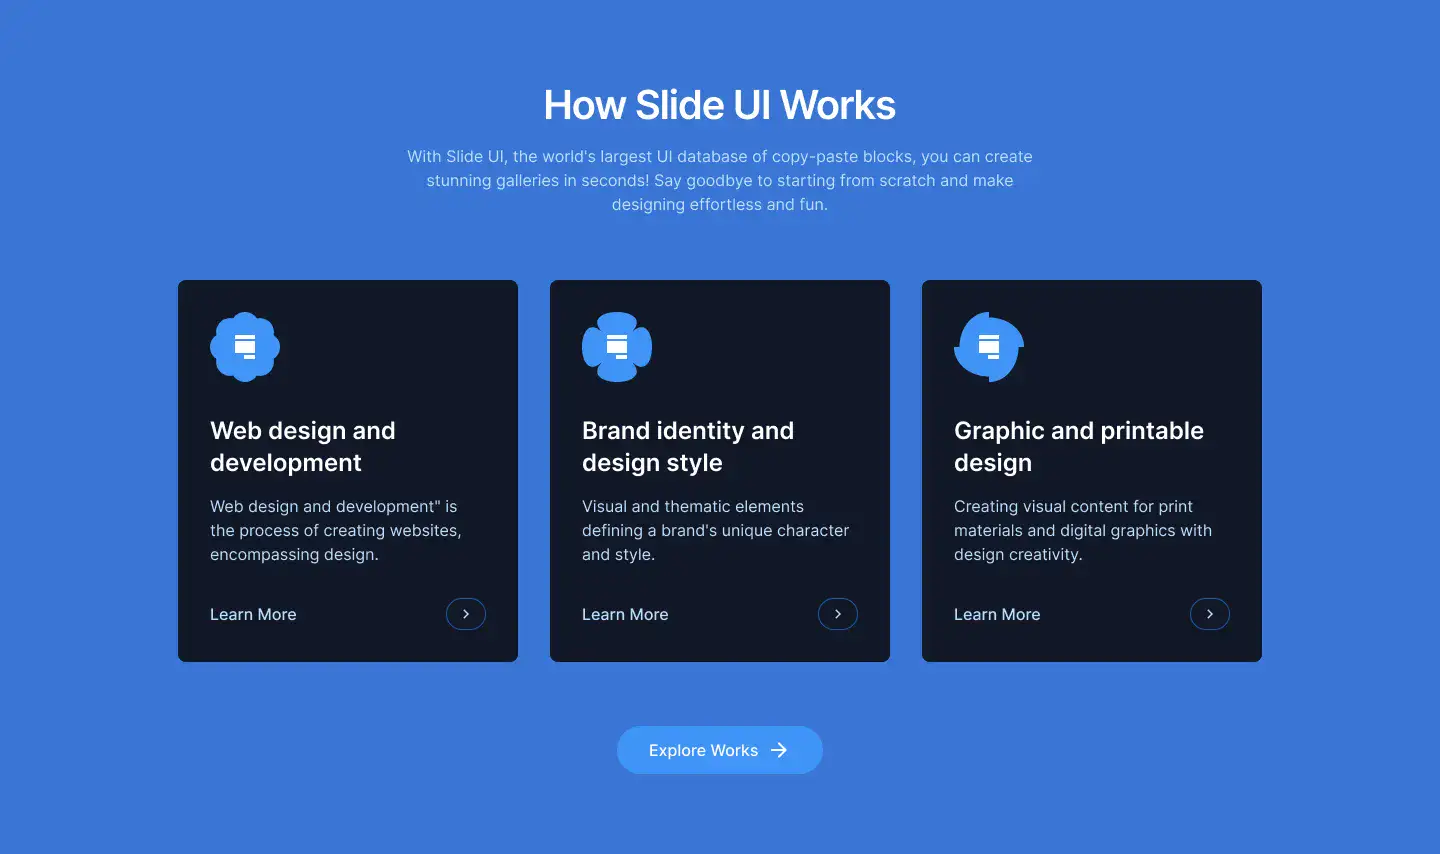 How Slide UI Works
With Slide UI, the world's largest UI database of copy-paste blocks, you can create
stunning galleries in seconds! Say goodbye to starting from scratch and make
designing effortless and fun.
Web design and
development
Web design and development" is
the process of creating websites,
encompassing design.
Learn More
Brand identity and
design style
Visual and thematic elements
defining a brand's unique character
and style.
Learn More
Graphic and printable
design
Creating visual content for print
materials and digital graphics with
design creativity.
Learn More
Explore Works